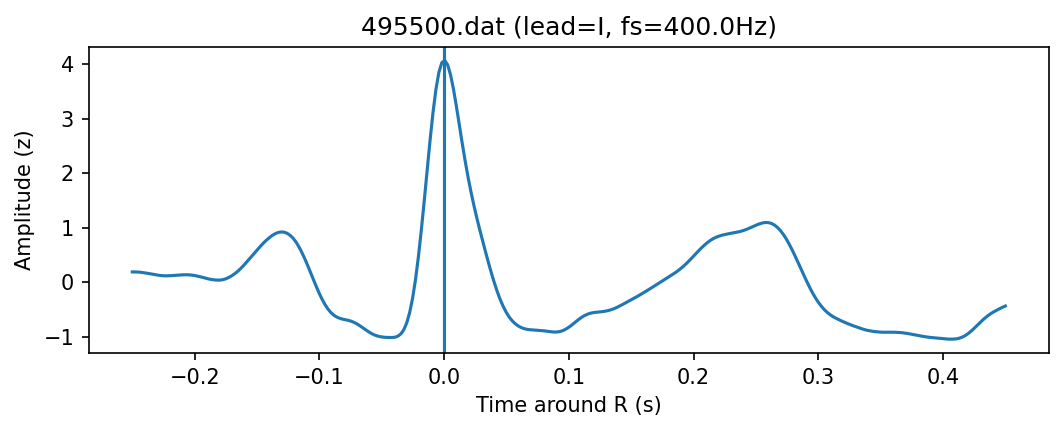 495500.dat (lead=I, fs=400.0Hz)
Amplitude (z)
4
3
2
1
0
−1
−0.2 −0.1 0.0 0.1 0.2 0.3 0.4
Time around R (s)